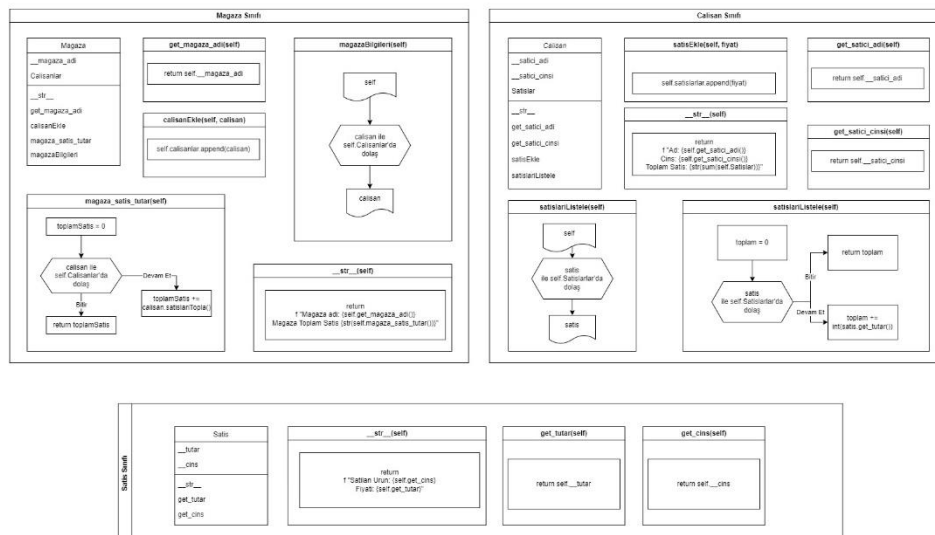 Magaza Sınıfı
Magaza
__magaza_adi
Calisanlar
__str__
get_magaza_adi
calisanEkle
magaza_satis_tutar
magazaBilgileri
get_magaza_adi(self)
return self.__magaza_adi
calisanEkle(self, calisan)
self.calisanlar.append(calisan)
magazaBilgileri(self)
self
calisan ile
self.Calisanlar'da
dolaş
calisan
magaza_satis_tutar(self)
toplamSatis = 0
calisan ile
self.Calisanlar'da
dolaş
Devam Et
Bitir
toplamSatis +=
calisan.satislariTopla()
return toplamSatis
__str__(self)
return
f "Magaza adi: {self.get_magaza_adi()}
Magaza Toplam Satis {str(self.magaza_satis_tutar())}"
Calisan Sınıfı
Calisan
__satici_adi
__satici_cinsi
Satislar
__str__
get_satici_adi
get_satici_cinsi
satisEkle
satislariListele
satisEkle(self, fiyat)
self.satislarlar.append(fiyat)
__str__(self)
return
f "Ad: {self.get_satici_adi()}
Cins: {self.get_satici_cinsi()}
Toplam Satis: {str(sum(self.Satislar))}"
get_satici_adi(self)
return self.__satici_adi
get_satici_cinsi(self)
return self.__satici_cinsi
satislariListele(self)
self
satis
ile self.Satislarlar'da
dolaş
satis
satislariListele(self)
toplam = 0
satis
ile self.Satislarlar'da
dolaş
Bitir
return toplam
Devam Et
toplam +=
int(satis.get_tutar())
Satis Sınıfı
Satis
__tutar
__cins
__str__
get_tutar
get_cins
__str__(self)
return
f "Satilan Urun: {self.get_cins}
Fiyati: {self.get_tutar}"
get_tutar(self)
return self.__tutar
get_cins(self)
return self.__cins